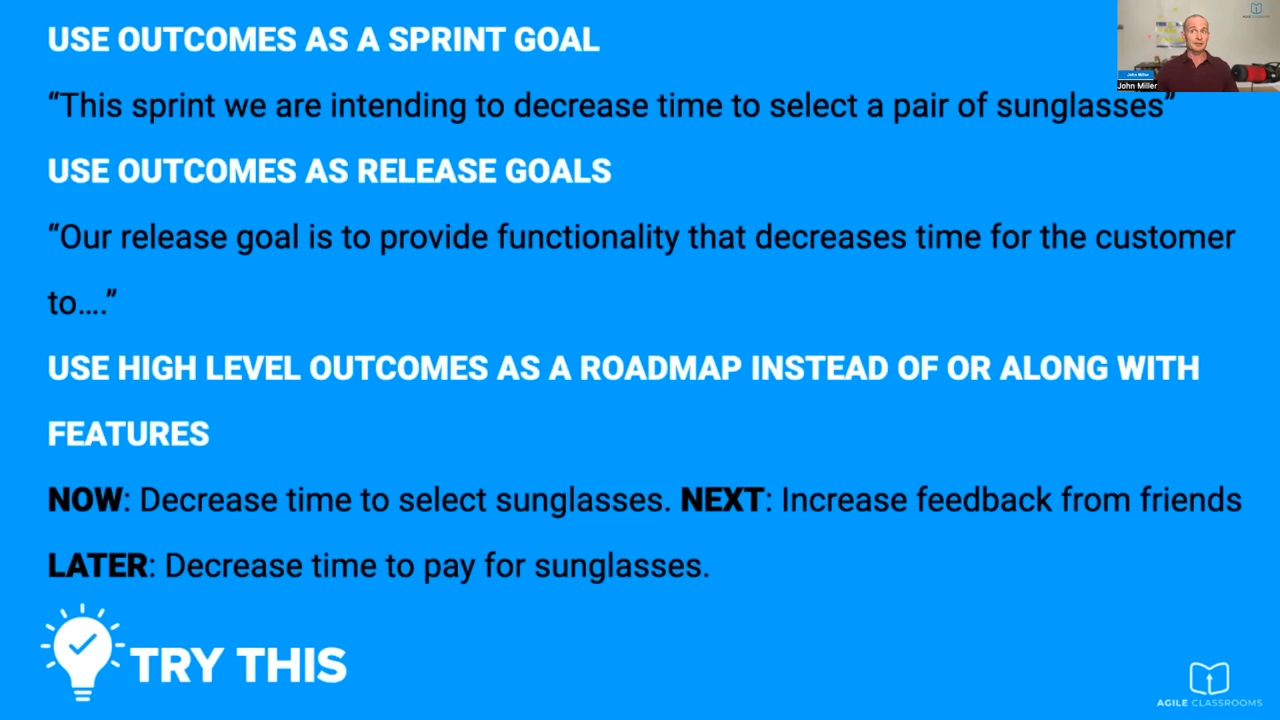 USE OUTCOMES AS A SPRINT GOAL
“This sprint we are intending to decrease time to select a pair of sunglasses”
USE OUTCOMES AS RELEASE GOALS
“Our release goal is to provide functionality that decreases time for the customer
to....”
USE HIGH LEVEL OUTCOMES AS A ROADMAP INSTEAD OF OR ALONG WITH
FEATURES
NOW: Decrease time to select sunglasses. NEXT: Increase feedback from friends
LATER: Decrease time to pay for sunglasses.
TRY THIS
AGILE CLASSROOMS
John Miller
John Miller